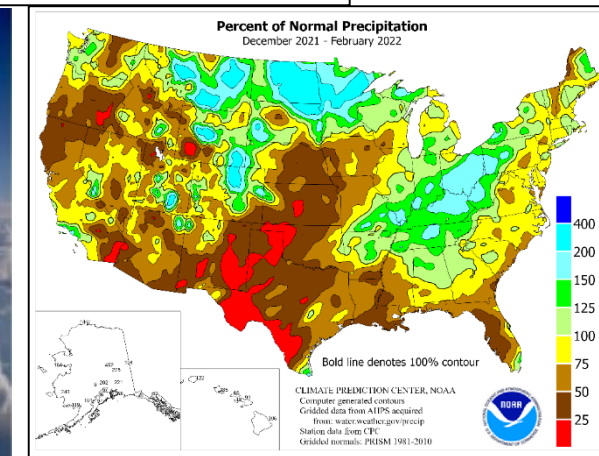 Percent of Normal Precipitation
December 2021 - February 2022
400
200
150
125
100
75
50
25
Bold line denotes 100% contour
CLIMATE PREDICTION CENTER, NOAA
Computer generated contours
Gridded data from AHPS acquired
from: water.weather.gov/precip
Station data from CPC
Gridded normals: PRISM 1981-2010
NOAA